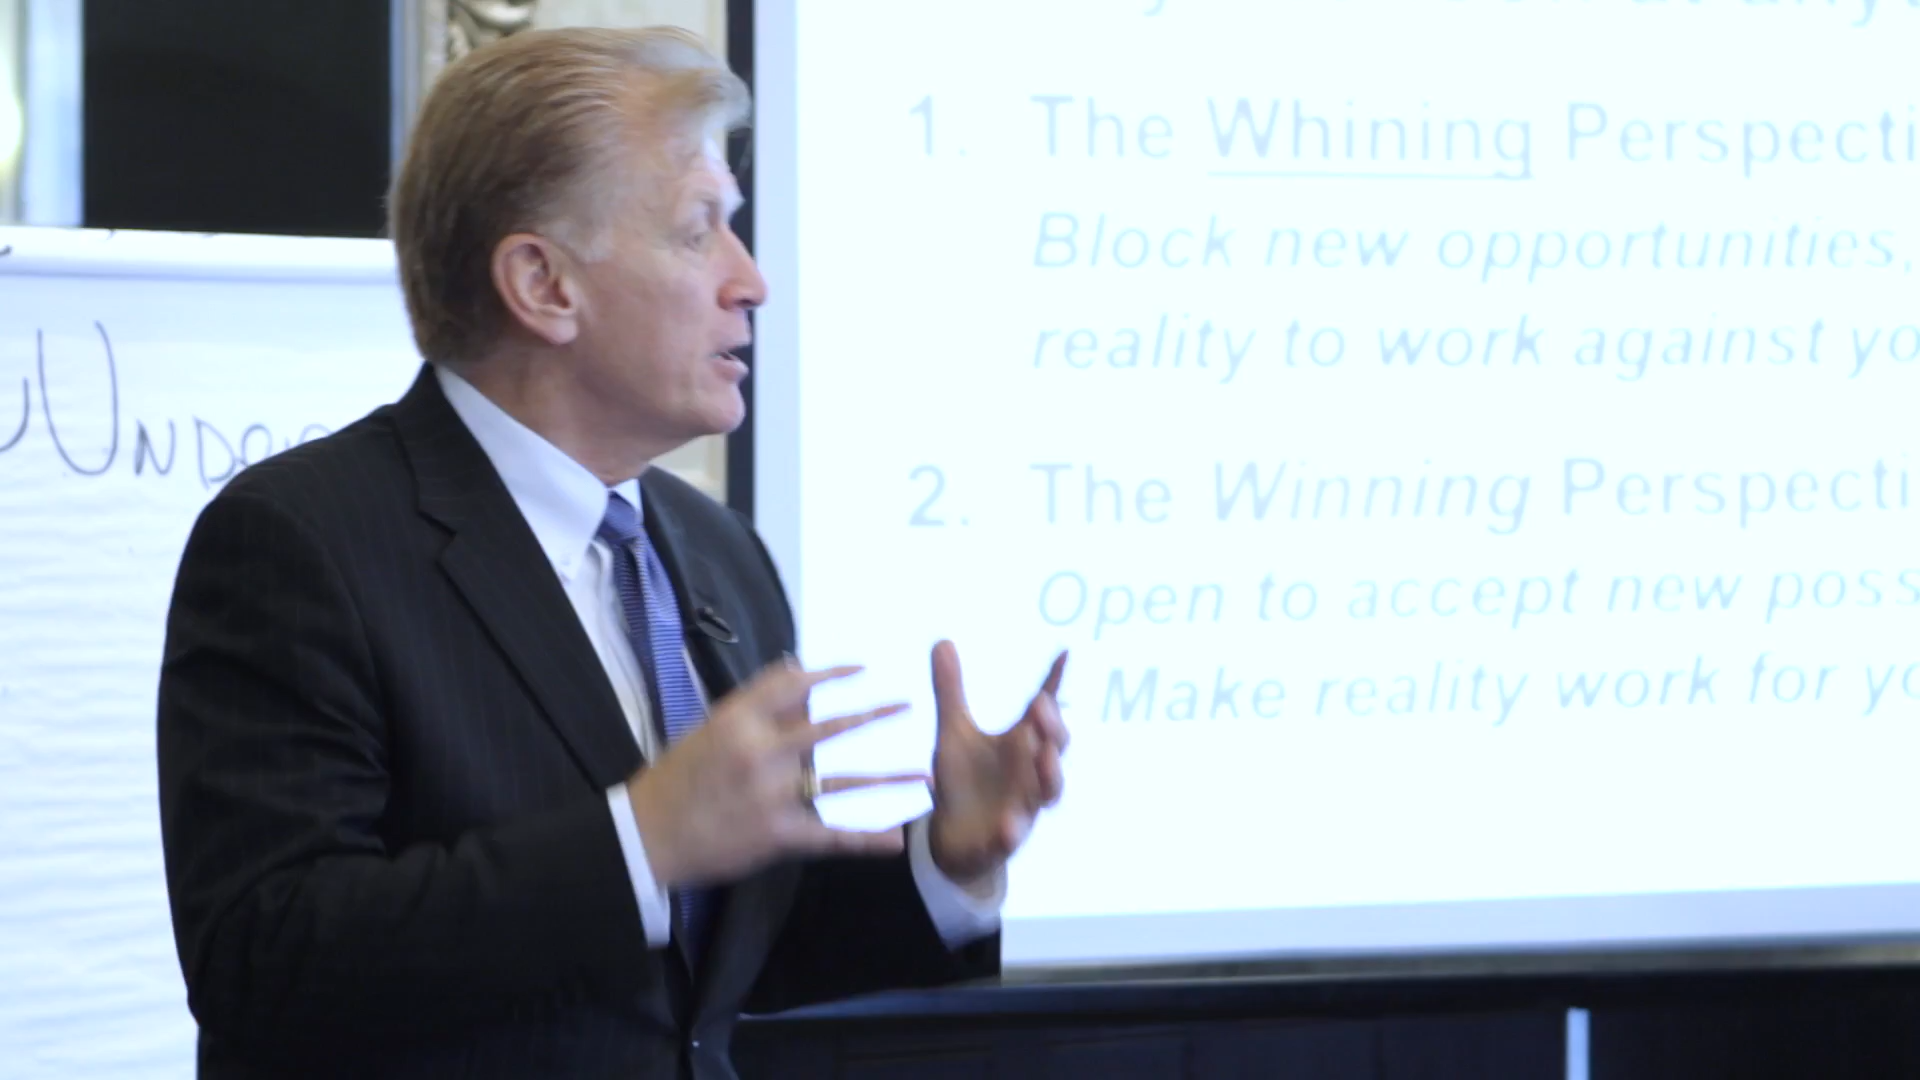 1. The Whining Perspecti
Block new opportunities,
reality to work against yo
2. The Winning Perspecti
Open to accept new poss
- Make reality work for yo